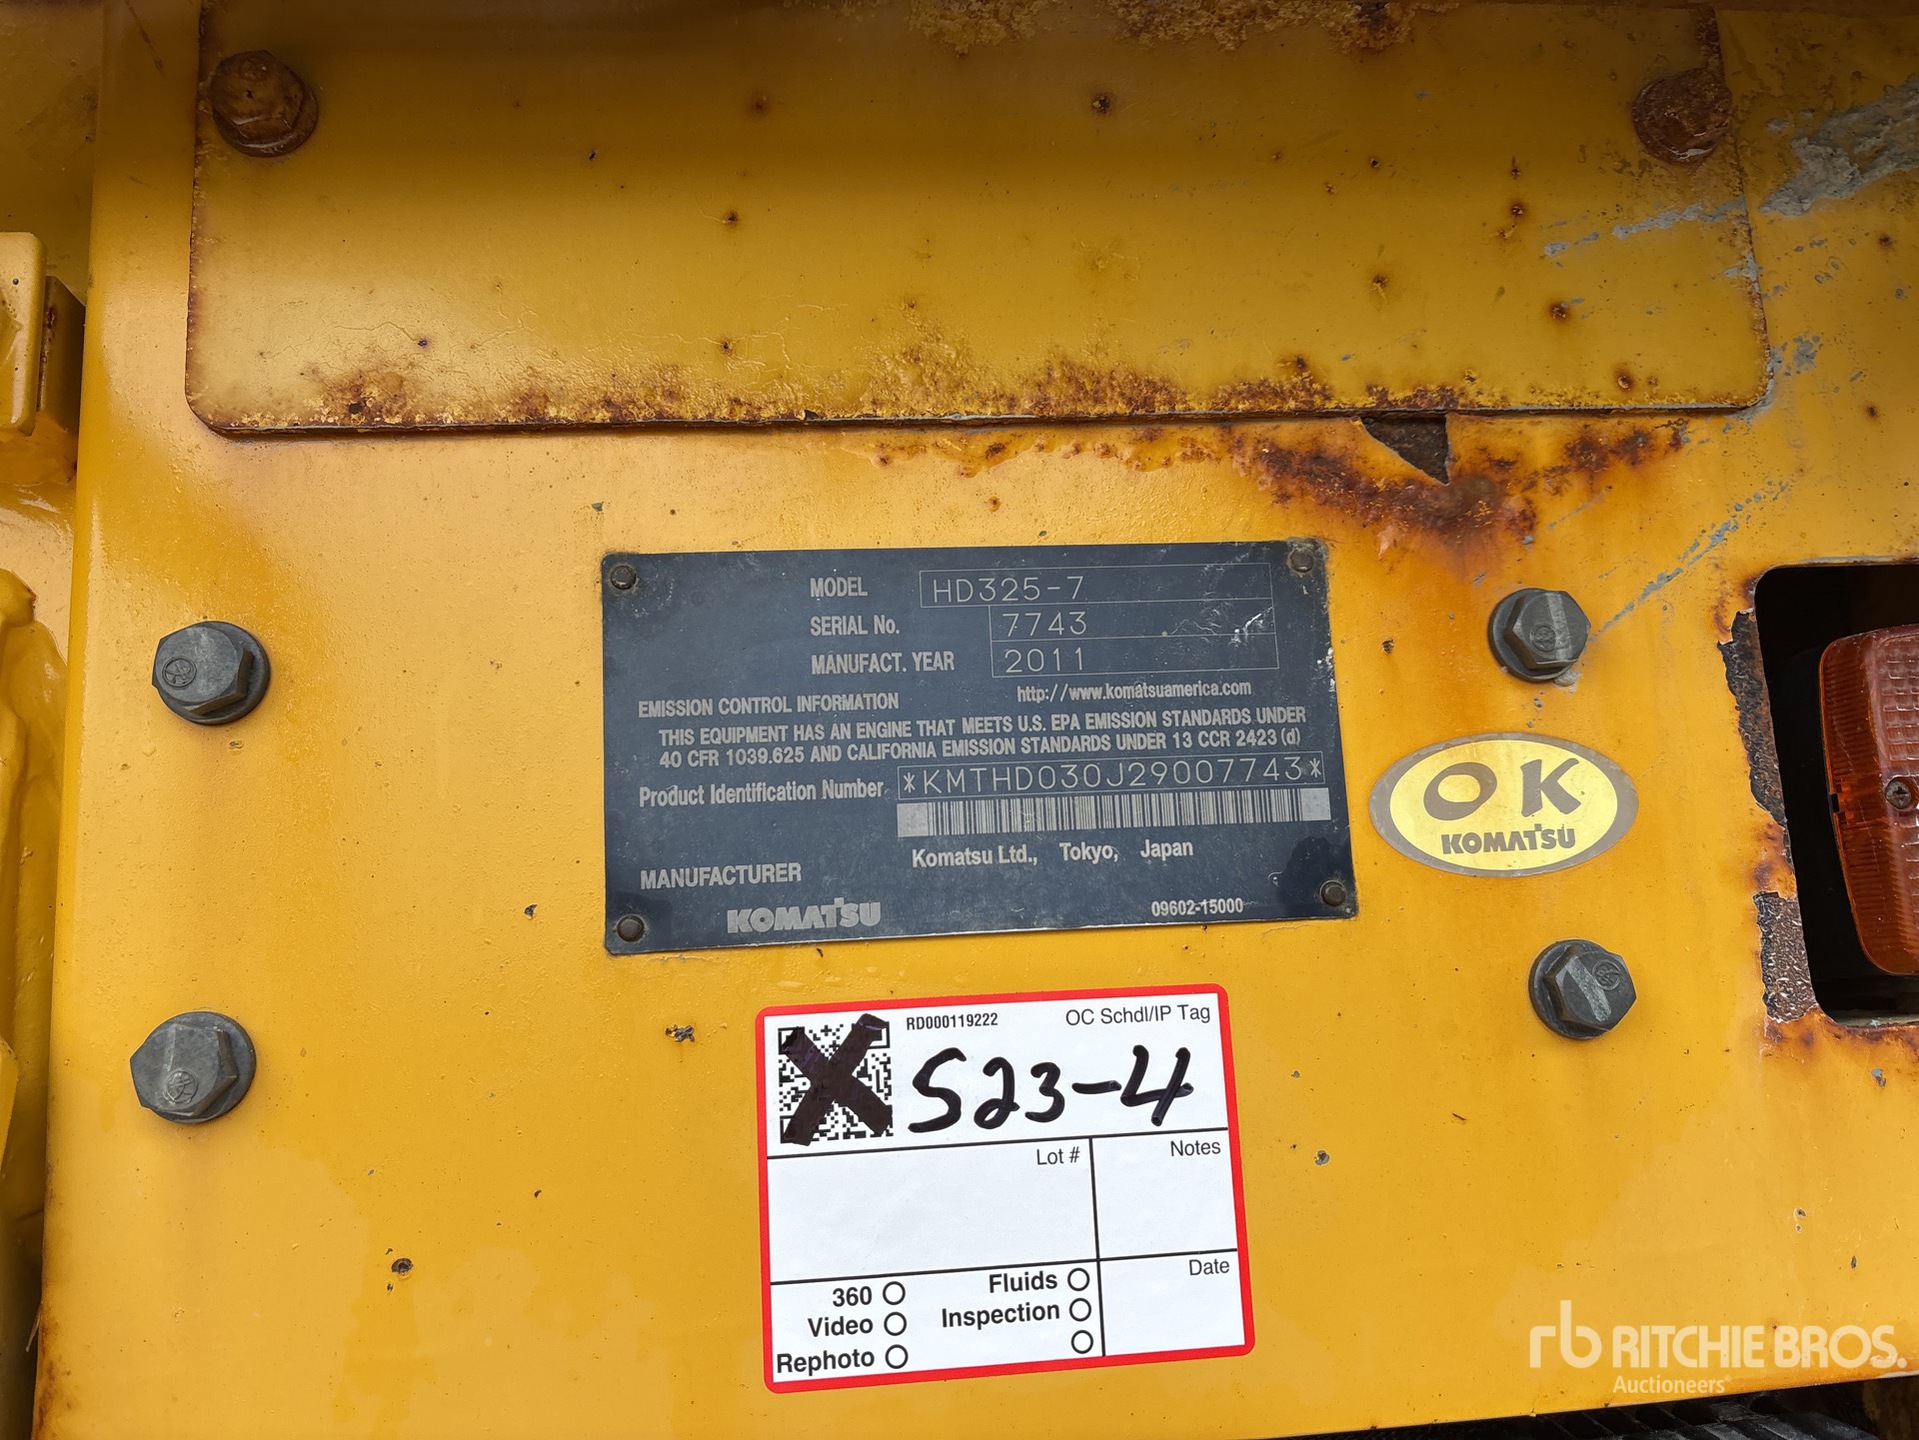 MODEL HD325-7
SERIAL No. 7743
MANUFACT. YEAR 2011
EMISSION CONTROL INFORMATION http://www.komatsuamerica.com
THIS EQUIPMENT HAS AN ENGINE THAT MEETS U.S. EPA EMISSION STANDARDS UNDER
40 CFR 1039.625 AND CALIFORNIA EMISSION STANDARDS UNDER 13 CCR 2423 (d)
Product Identification Number *KMTHD030J29007743*
Komatsu Ltd., Tokyo, Japan
MANUFACTURER
KOMATSU 09602-15000
OK
KOMATSU
RD000119222 OC Schdl/IP Tag
S23-4
Lot # Notes
360 Fluids Date
Video Inspection
Rephoto
rb RITCHIE BROS.
Auctioneers